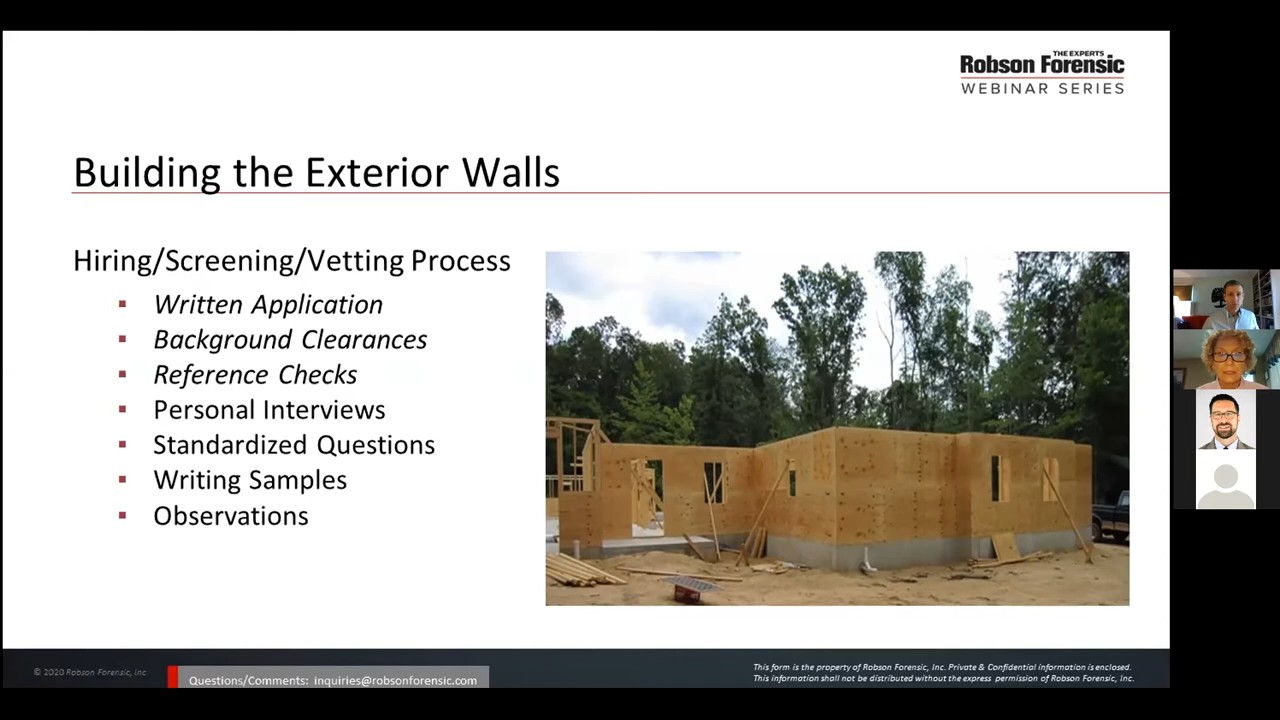 THE EXPERTS
Robson Forensic
WEBINAR SERIES
Building the Exterior Walls
Hiring/Screening/Vetting Process
Written Application
Background Clearances
Reference Checks
Personal Interviews
Standardized Questions
Writing Samples
Observations
© 2020 Robson Forensic, Inc
Questions/Comments: inquiries@robsonforensic.com
This form is the property of Robson Forensic, Inc. Private & Confidential information is enclosed.
This information shall not be distributed without the express permission of Robson Forensic, Inc.